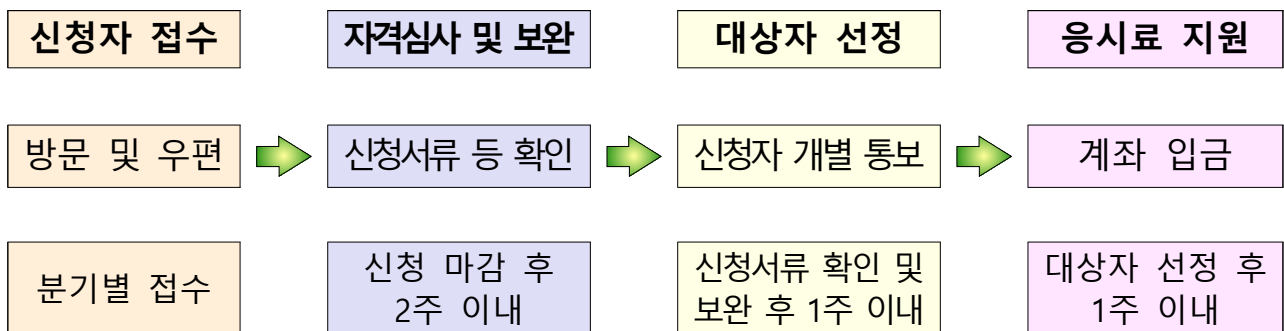 신청자 접수
자격심사 및 보완
대상자 선정
응시료 지원
방문 및 우편
신청서류 등 확인
신청자 개별 통보
계좌 입금
분기별 접수
신청 마감 후
2주 이내
신청서류 확인 및
보완 후 1주 이내
대상자 선정 후
1주 이내